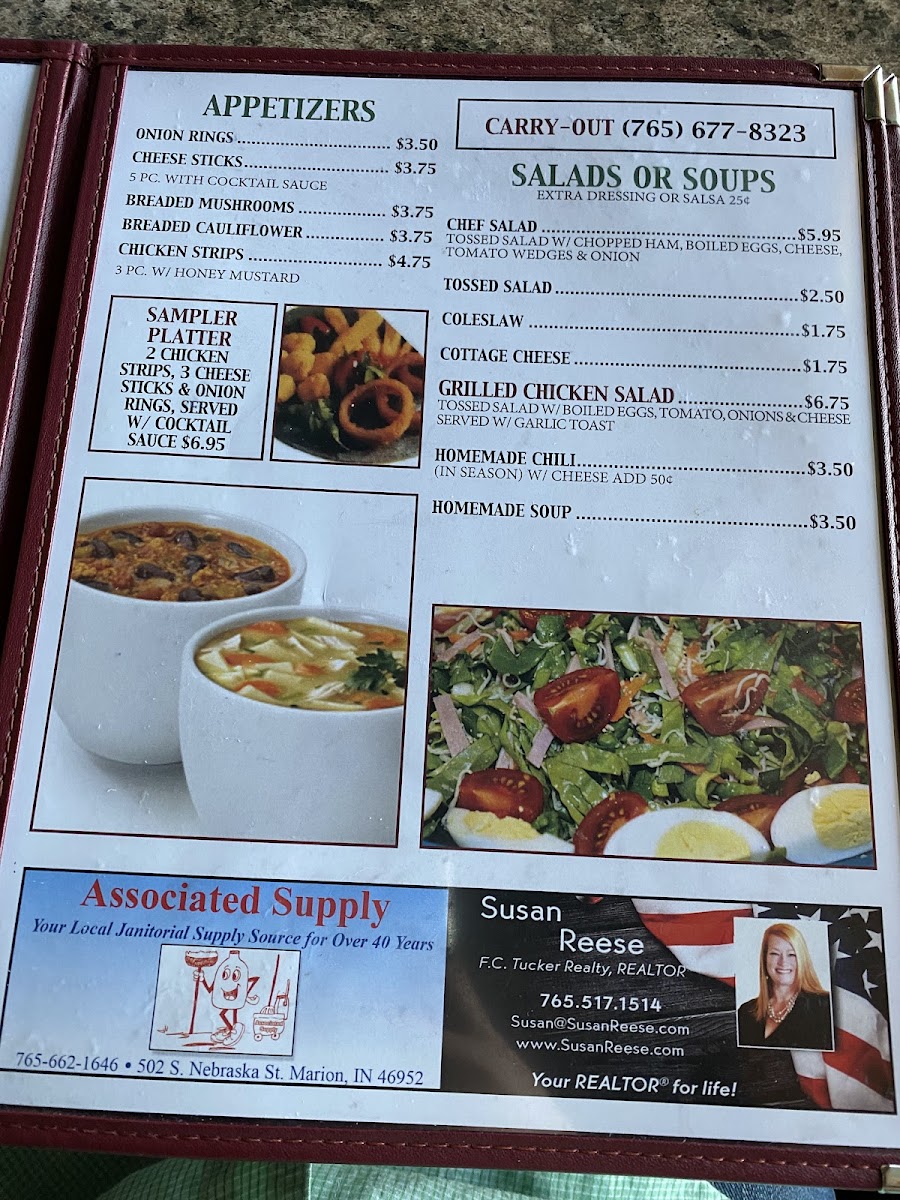 APPETIZERS
ONION RINGS ........................ $3.50
CHEESE STICKS ........................ $3.75
5 PC. WITH COCKTAIL SAUCE
BREADED MUSHROOMS ................ $3.75
BREADED CAULIFLOWER ............... $3.75
CHICKEN STRIPS ......................... $4.75
3 PC. W/ HONEY MUSTARD
SAMPLER
PLATTER
2 CHICKEN
STRIPS, 3 CHEESE
STICKS & ONION
RINGS, SERVED
W/ COCKTAIL
SAUCE $6.95
CARRY-OUT (765) 677-8323
SALADS OR SOUPS
EXTRA DRESSING OR SALSA 25¢
CHEF SALAD ................................................ $5.95
TOSSED SALAD W/ CHOPPED HAM, BOILED EGGS, CHEESE,
TOMATO WEDGES & ONION
TOSSED SALAD ............................................. $2.50
COLESLAW .................................................. $1.75
COTTAGE CHEESE .......................................... $1.75
GRILLED CHICKEN SALAD ........................ $6.75
TOSSED SALAD W/ BOILED EGGS, TOMATO, ONIONS & CHEESE
SERVED W/ GARLIC TOAST
HOMEMADE CHILI .......................................... $3.50
(IN SEASON) W/ CHEESE ADD 50¢
HOMEMADE SOUP .......................................... $3.50
Associated Supply
Your Local Janitorial Supply Source for Over 40 Years
Associated
Supply
765-662-1646 • 502 S. Nebraska St. Marion, IN 46952
Susan
Reese
F.C. Tucker Realty, REALTOR
765.517.1514
Susan@SusanReese.com
www.SusanReese.com
Your REALTOR® for life!